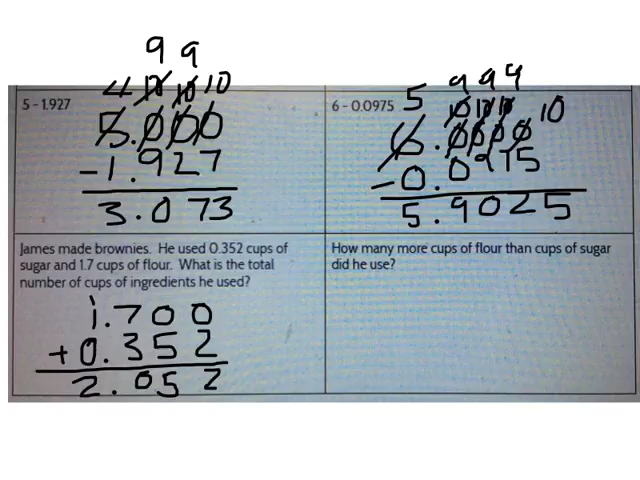 9 9
4 10 10 10
5 - 1.927
5.000
- 1.927
3.073
9 9 9
5 10 10 10 10
6 - 0.0975
6.0000
- 0.0975
5.9025
James made brownies. He used 0.352 cups of
sugar and 1.7 cups of flour. What is the total
number of cups of ingredients he used?
1
1.700
+ 0.352
2.052
How many more cups of flour than cups of sugar
did he use?